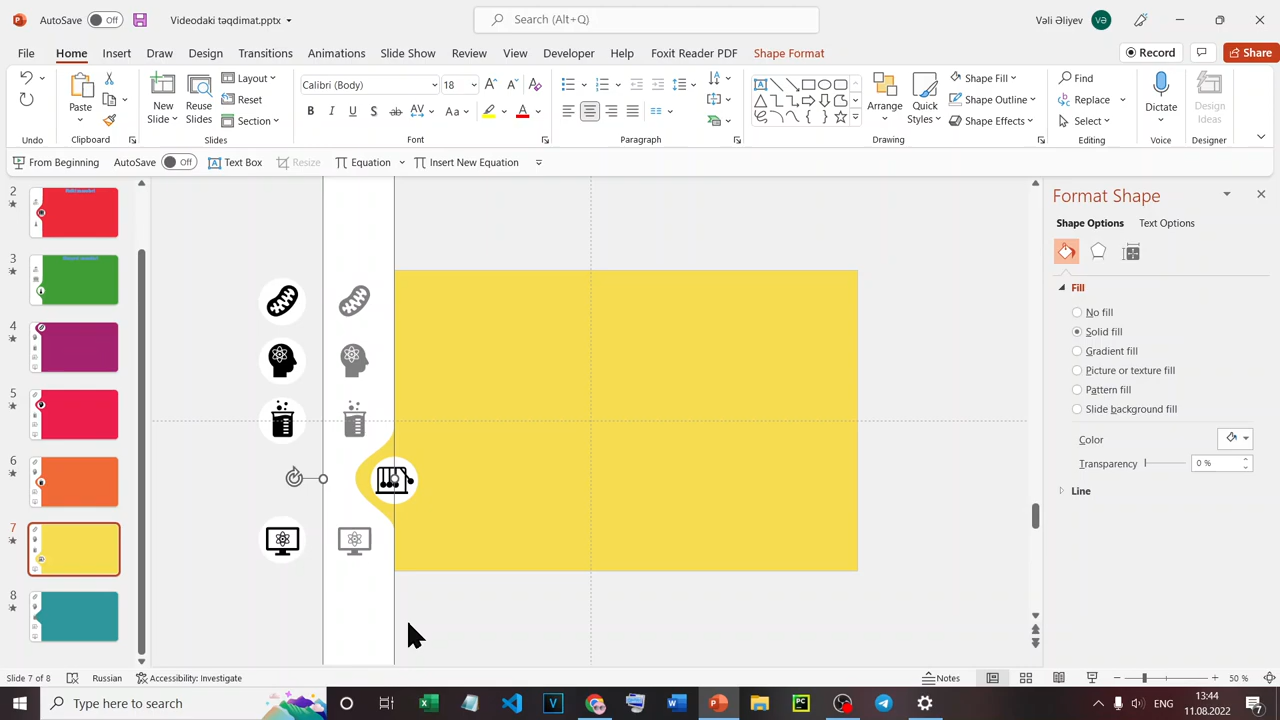 AutoSave Off Videodaki təqdimat.pptx Search (Alt+Q) Vəli Əliyev VƏ
File Home Insert Draw Design Transitions Animations Slide Show Review View Developer Help Foxit Reader PDF Shape Format Record Share
Paste New Slide Reuse Slides Layout Reset Section
Calibri (Body) 18
Arrange Quick Styles Shape Fill Shape Outline Shape Effects
Find Replace Select
Dictate Design Ideas
Undo Clipboard Slides Font Paragraph Drawing Editing Voice Designer
From Beginning AutoSave Off Text Box Resize Equation Insert New Equation
2
3
4
5
6
7
8
Format Shape
Shape Options Text Options
Fill
No fill
Solid fill
Gradient fill
Picture or texture fill
Pattern fill
Slide background fill
Color
Transparency 0 %
Line
Slide 7 of 8 Russian Accessibility: Investigate Notes 50 %
Type here to search
ENG 13:44
11.08.2022 7